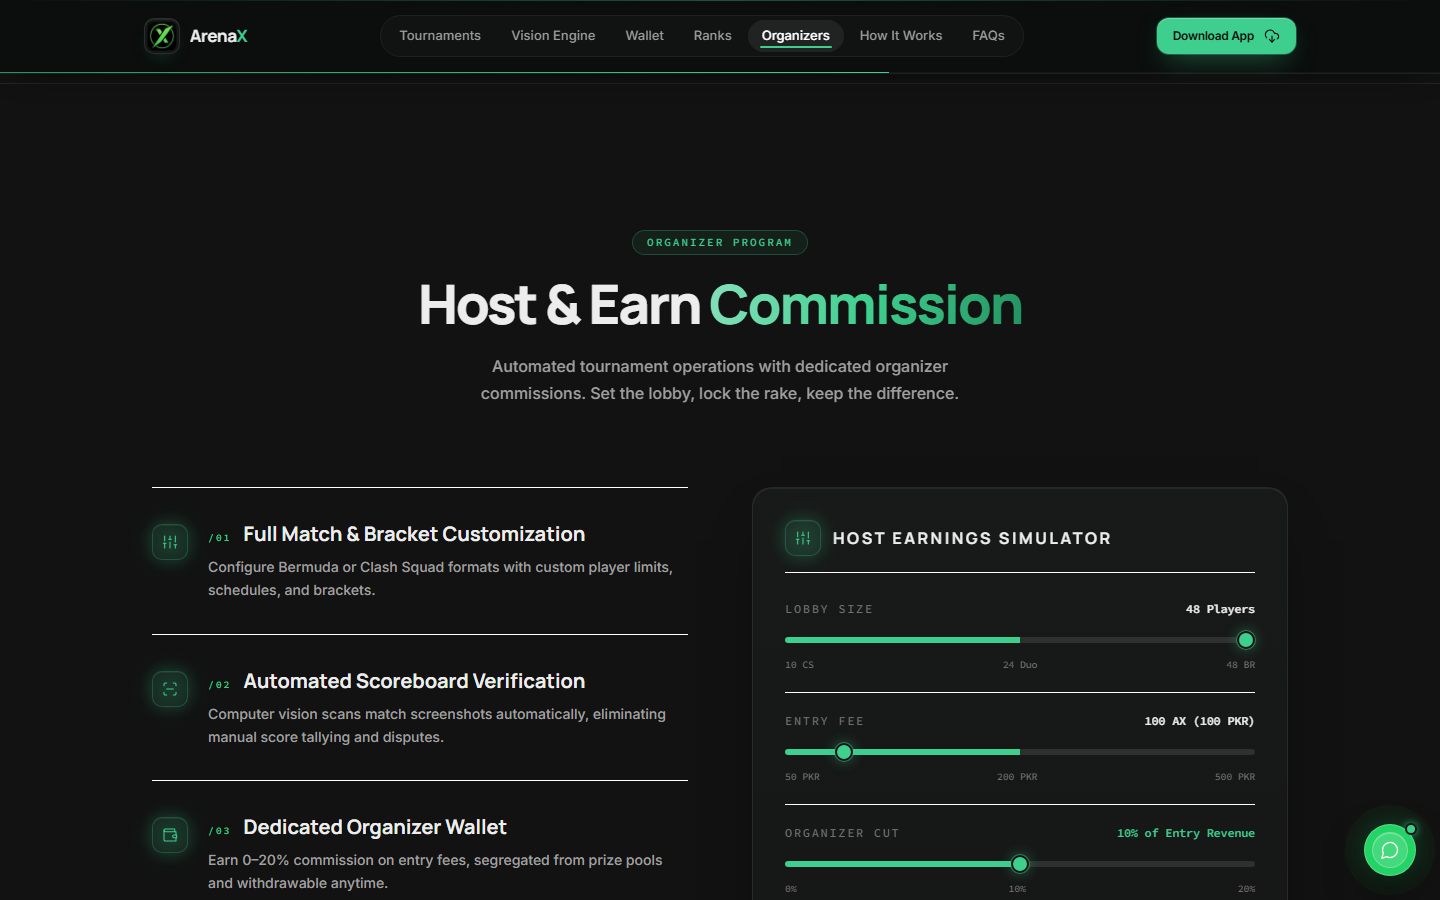 ArenaX
Tournaments
Vision Engine
Wallet
Ranks
Organizers
How It Works
FAQs
Download App
ORGANIZER PROGRAM
Host & Earn Commission
Automated tournament operations with dedicated organizer
commissions. Set the lobby, lock the rake, keep the difference.
/01 Full Match & Bracket Customization
Configure Bermuda or Clash Squad formats with custom player limits,
schedules, and brackets.
/02 Automated Scoreboard Verification
Computer vision scans match screenshots automatically, eliminating
manual score tallying and disputes.
/03 Dedicated Organizer Wallet
Earn 0–20% commission on entry fees, segregated from prize pools
and withdrawable anytime.
HOST EARNINGS SIMULATOR
LOBBY SIZE 48 Players
10 CS 24 Duo 48 BR
ENTRY FEE 100 AX (100 PKR)
50 PKR 200 PKR 500 PKR
ORGANIZER CUT 10% of Entry Revenue
0% 10% 20%